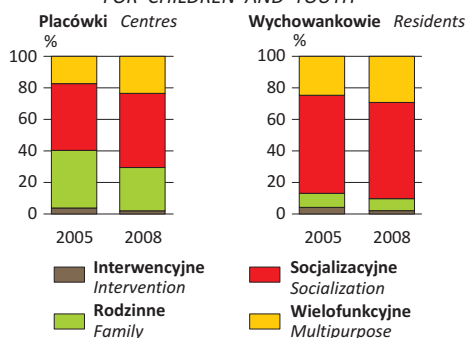 FOR CHILDREN AND YOUTH
Placówki Centres
Wychowankowie Residents
%
%
100
80
60
40
20
0
100
80
60
40
20
0
2005 2008
2005 2008
Interwencyjne
Intervention
Socjalizacyjne
Socialization
Rodzinne
Family
Wielofunkcyjne
Multipurpose